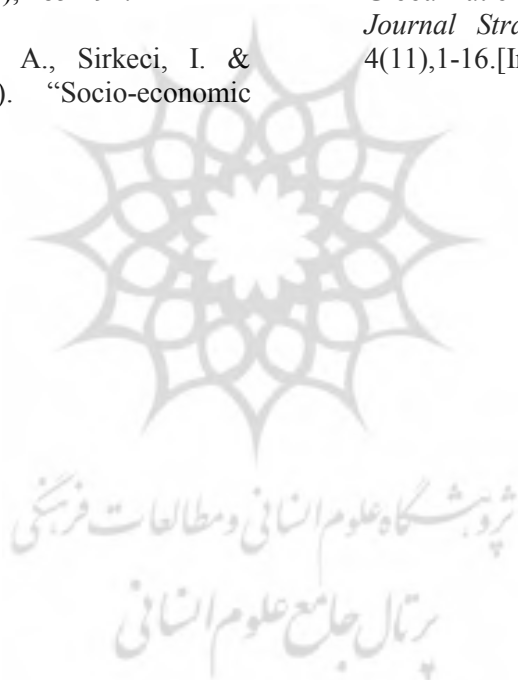 A., Sirkeci, I. &
“Socio-economic
Journal Stra
4(11),1-16.[I
پژوهشگاه علوم انسانی و مطالعات فرهنگی
پرتال جامع علوم انسانی